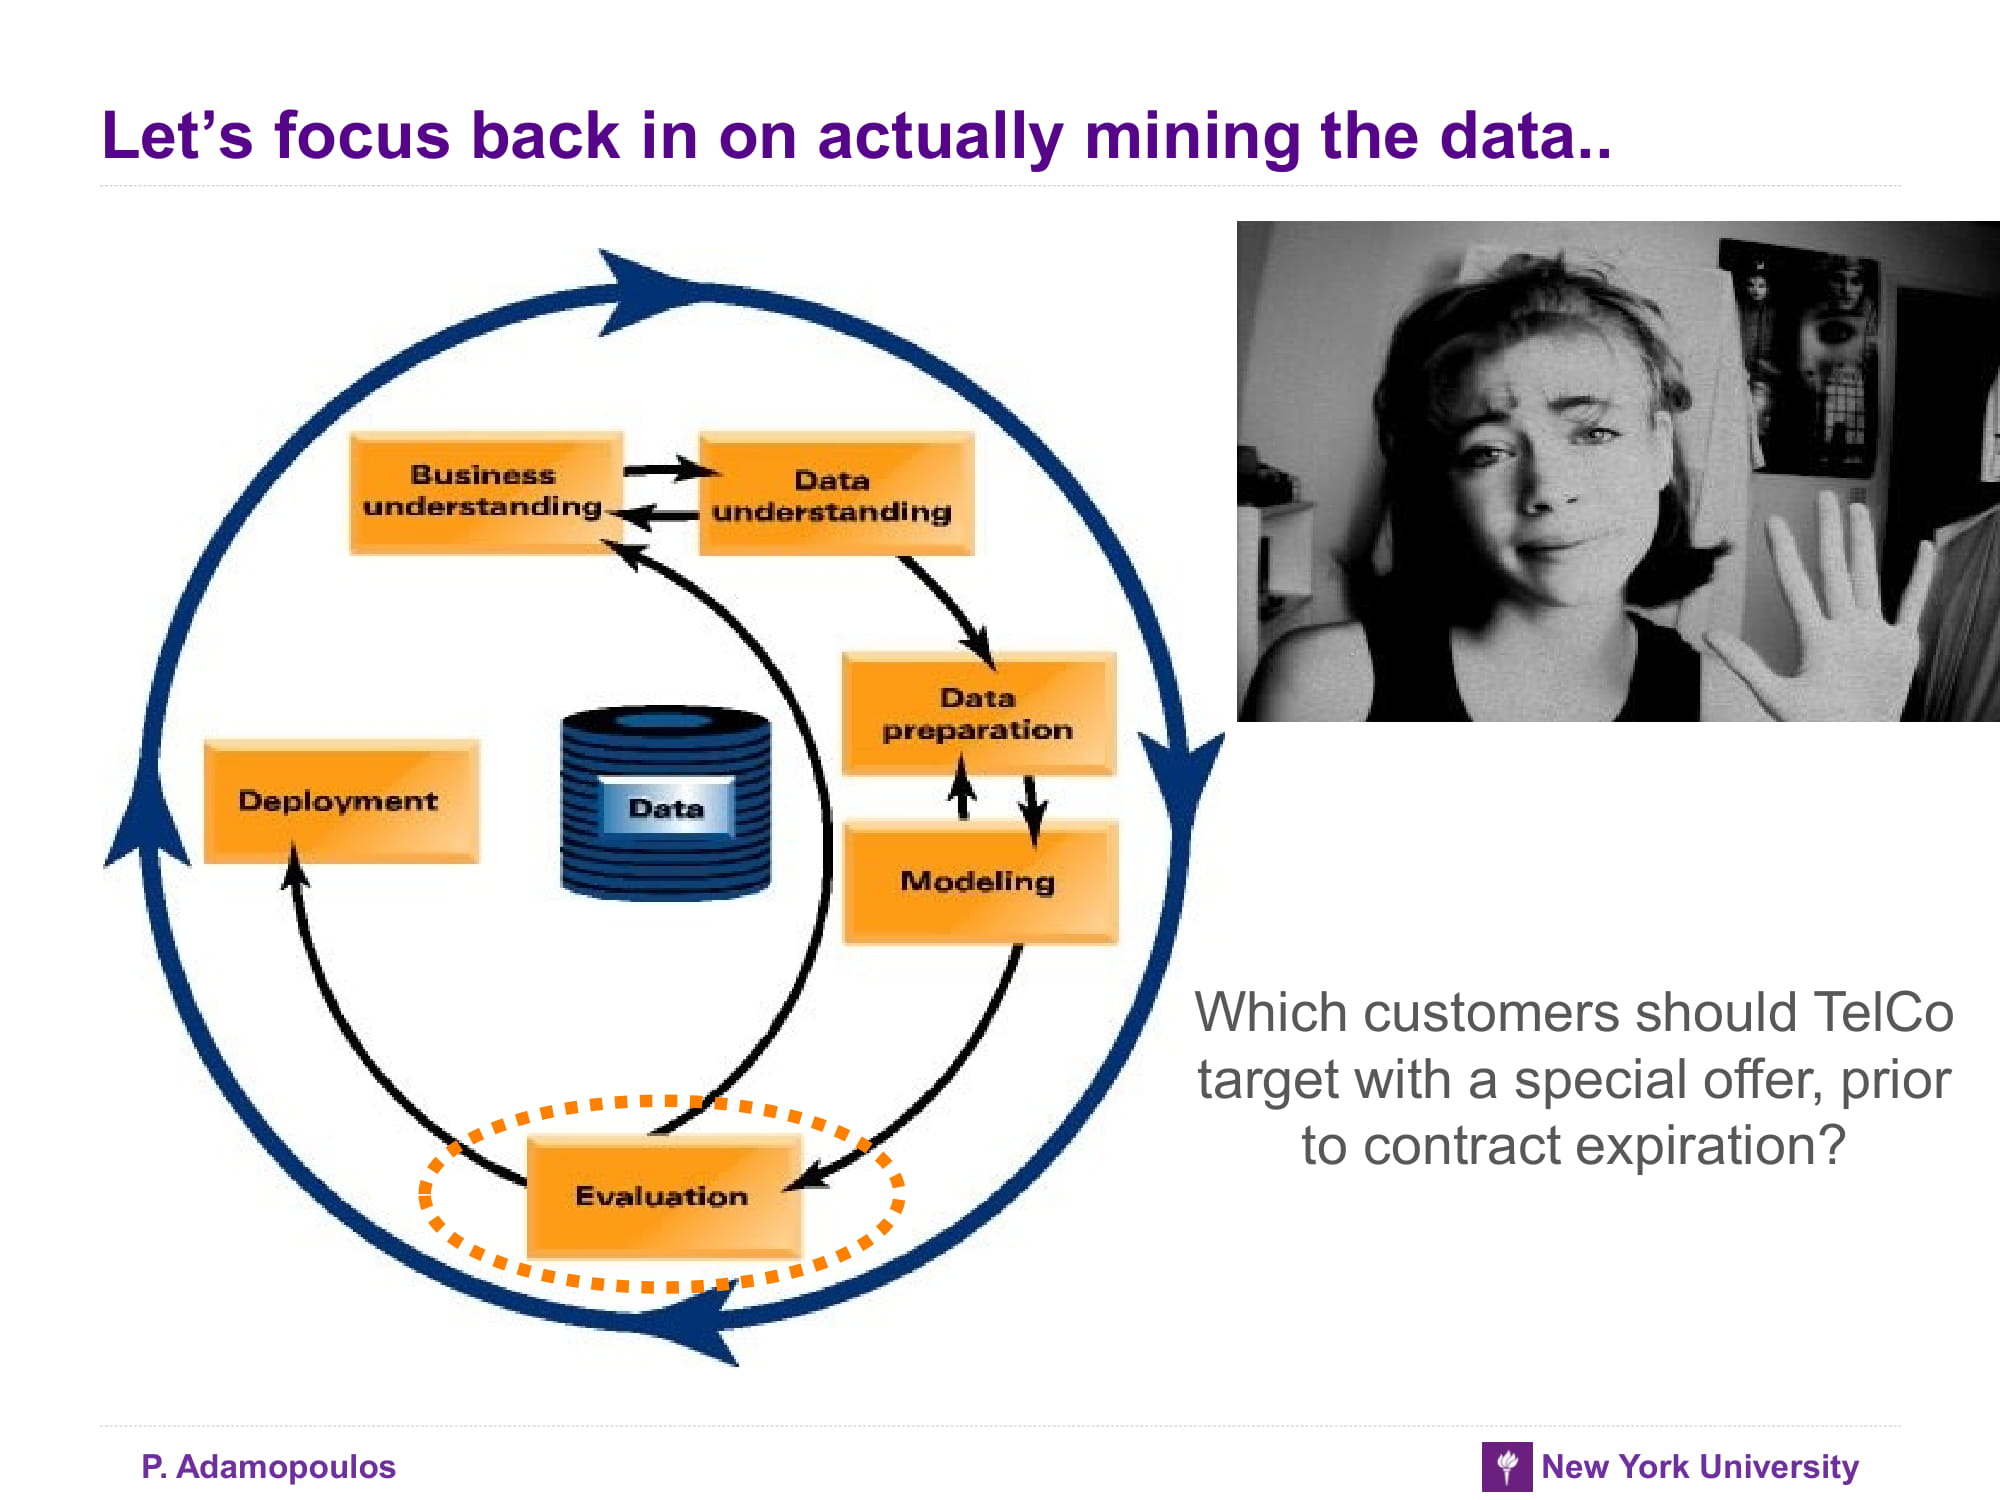 Let’s focus back in on actually mining the data..
Business
understanding
Data
understanding
Data
preparation
Deployment
Data
Modeling
Evaluation
Which customers should TelCo
target with a special offer, prior
to contract expiration?
P. Adamopoulos
New York University